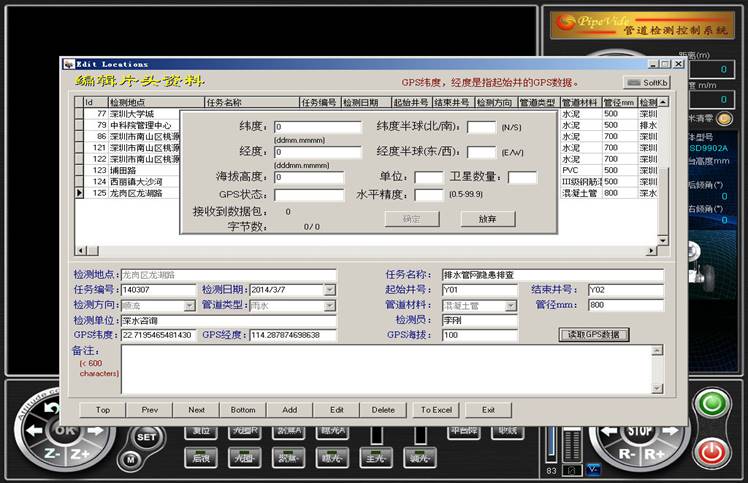 PipeVide
管道检测控制系统
Edit Locations
编辑片头资料
GPS纬度，经度是指起始井的GPS数据。
SoftKb
距离(m)
0
度 m/m
0
米清零
体型号
SD9902A
台高度mm
后倾角(°)
右倾角(°)
Id 检测地点 任务名称 任务编号 检测日期 起始井号 结束井号 检测方向 管道类型 管道材料 管径mm 检测
77 深圳大学城 水泥 500 深圳
79 中科院管理中心 水泥 500 排水
86 深圳市南山区桃源 水泥 500 深圳
121 深圳市南山区桃源 水泥 500 深圳
122 深圳市南山区桃源 水泥 500 深圳
123 埔田路 PVC 500 深圳
124 西丽镇大沙河 III级钢筋混 500 深圳
125 龙岗区龙湖路 混凝土管 800 深水
纬度： 0 纬度半球(北/南)： (N/S)
(ddmm.mmmm)
经度： 0 经度半球(东/西)： (E/W)
(dddmm.mmmm)
海拔高度： 0 单位： 卫星数量：
GPS状态： 水平精度： (0.5-99.9)
接收到数据包： 0
字节数： 0/0
确定 放弃
检测地点： 龙岗区龙湖路 任务名称： 排水管网隐患排查
任务编号： 140307 检测日期： 2014/3/7 起始井号： Y01 结束井号： Y02
检测方向： 顺流 管道类型： 雨水 管道材料： 混凝土管 管径mm： 800
检测单位： 深水咨询 检测员： 李刚
GPS纬度： 22.7195465481430 GPS经度： 114.287874698638 GPS海拔： 100 读取GPS数据
备注：
(< 600
characters)
Top Prev Next Bottom Add Edit Delete To Excel Exit
OK
Z- Z+
SET
M
复位 光圈R 聚焦A 曝光A 平台降 收线
后视 光圈- 聚焦- 曝光- 主光- 辅光-
83 0 V-
STOP
R- R+